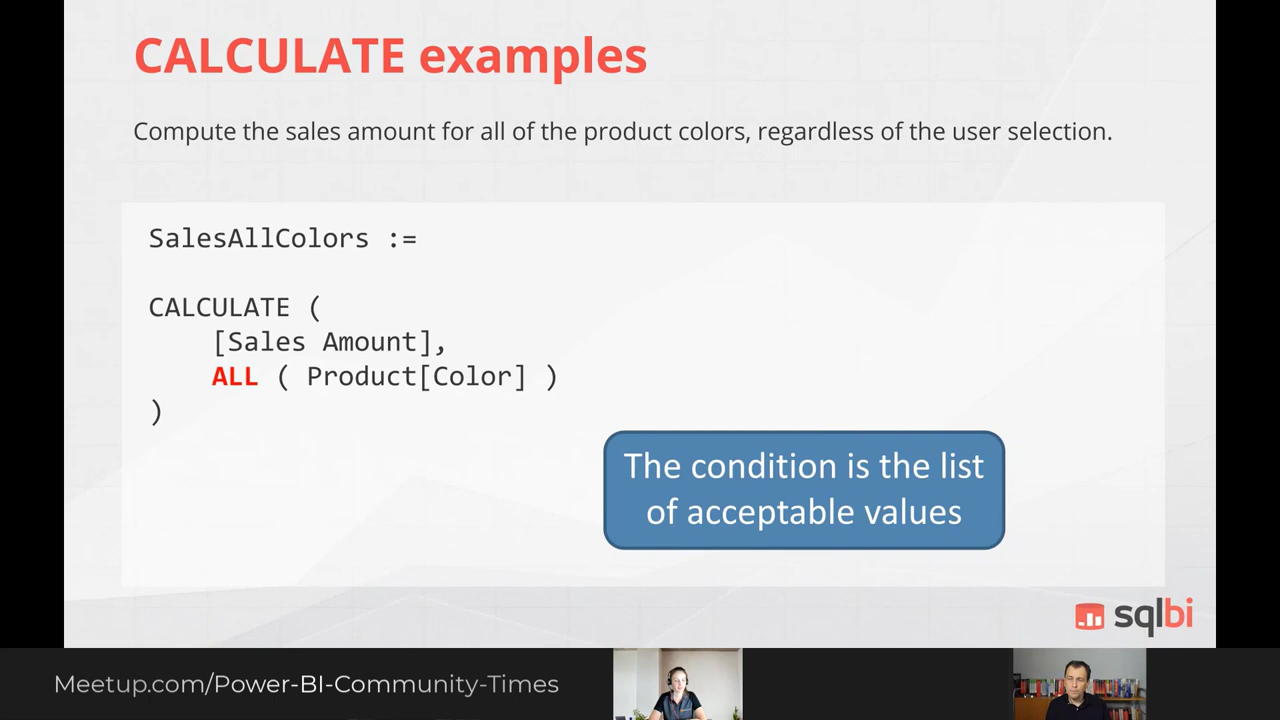 CALCULATE examples
Compute the sales amount for all of the product colors, regardless of the user selection.
SalesAllColors :=
CALCULATE (
[Sales Amount],
ALL ( Product[Color] )
)
The condition is the list
of acceptable values
sqlbi
Meetup.com/Power-BI-Community-Times